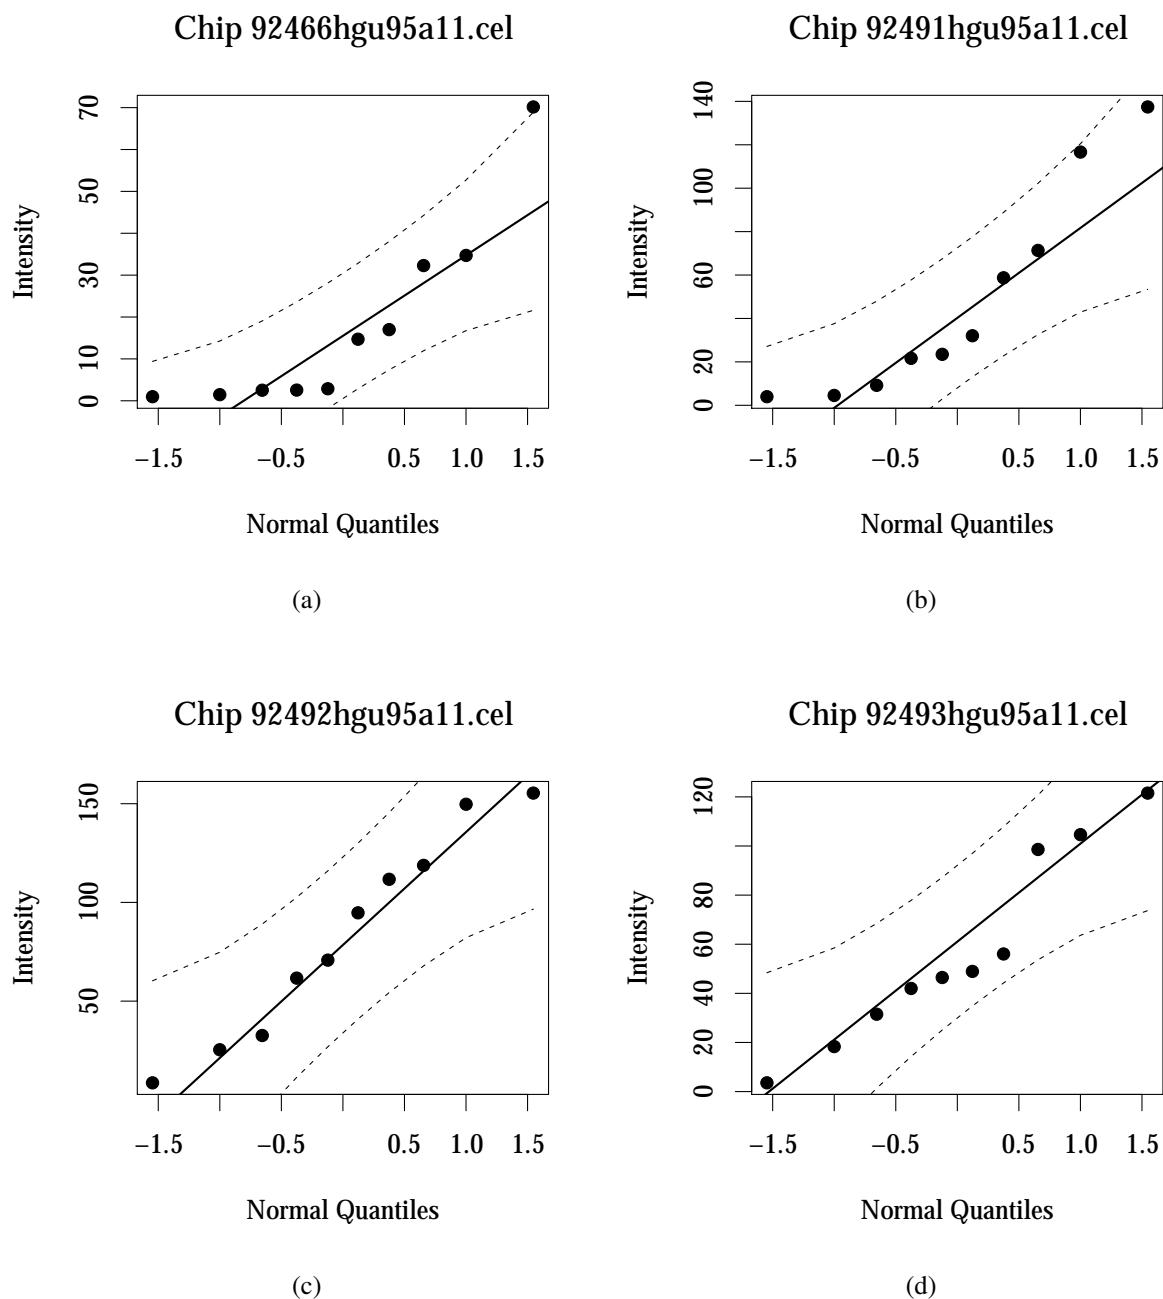 Chip 92466hgu95a11.cel
Intensity
70
50
30
10
0
−1.5 −0.5 0.5 1.0 1.5
Normal Quantiles
(a)
Chip 92491hgu95a11.cel
Intensity
140
100
60
20
0
−1.5 −0.5 0.5 1.0 1.5
Normal Quantiles
(b)
Chip 92492hgu95a11.cel
Intensity
150
100
50
−1.5 −0.5 0.5 1.0 1.5
Normal Quantiles
(c)
Chip 92493hgu95a11.cel
Intensity
120
80
60
40
20
0
−1.5 −0.5 0.5 1.0 1.5
Normal Quantiles
(d)